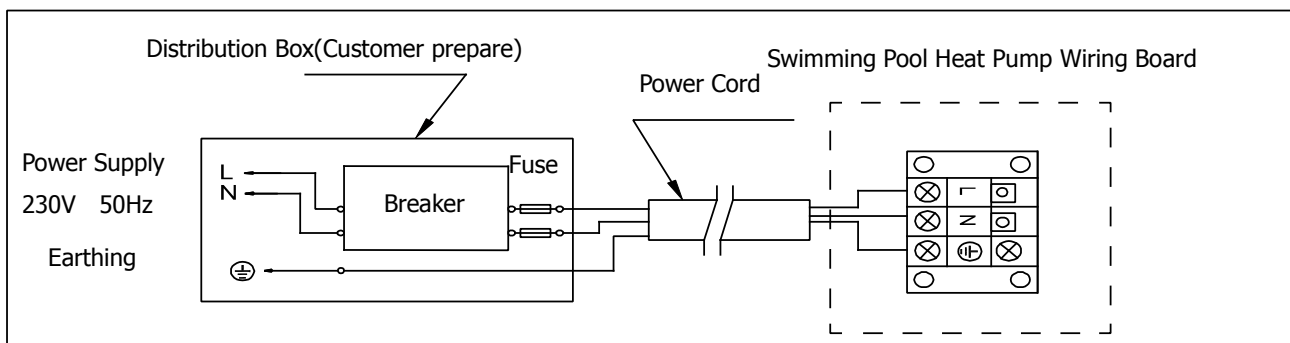 Distribution Box(Customer prepare)
Swimming Pool Heat Pump Wiring Board
Power Cord
Power Supply
230V 50Hz
Earthing
L
N
Breaker
Fuse
L
N